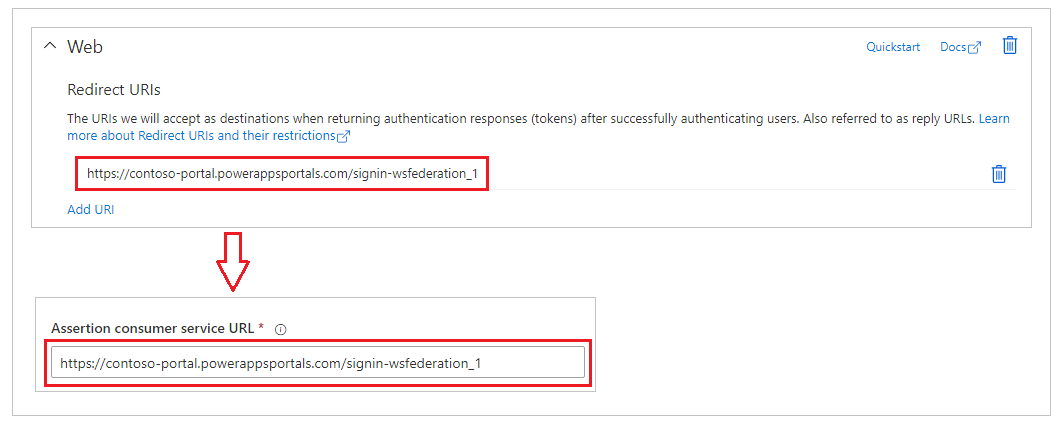 Web
Quickstart
Docs
Redirect URIs
The URIs we will accept as destinations when returning authentication responses (tokens) after successfully authenticating users. Also referred to as reply URLs. Learn
more about Redirect URIs and their restrictions
https://contoso-portal.powerappsportals.com/signin-wsfederation_1
Add URI
Assertion consumer service URL *
https://contoso-portal.powerappsportals.com/signin-wsfederation_1